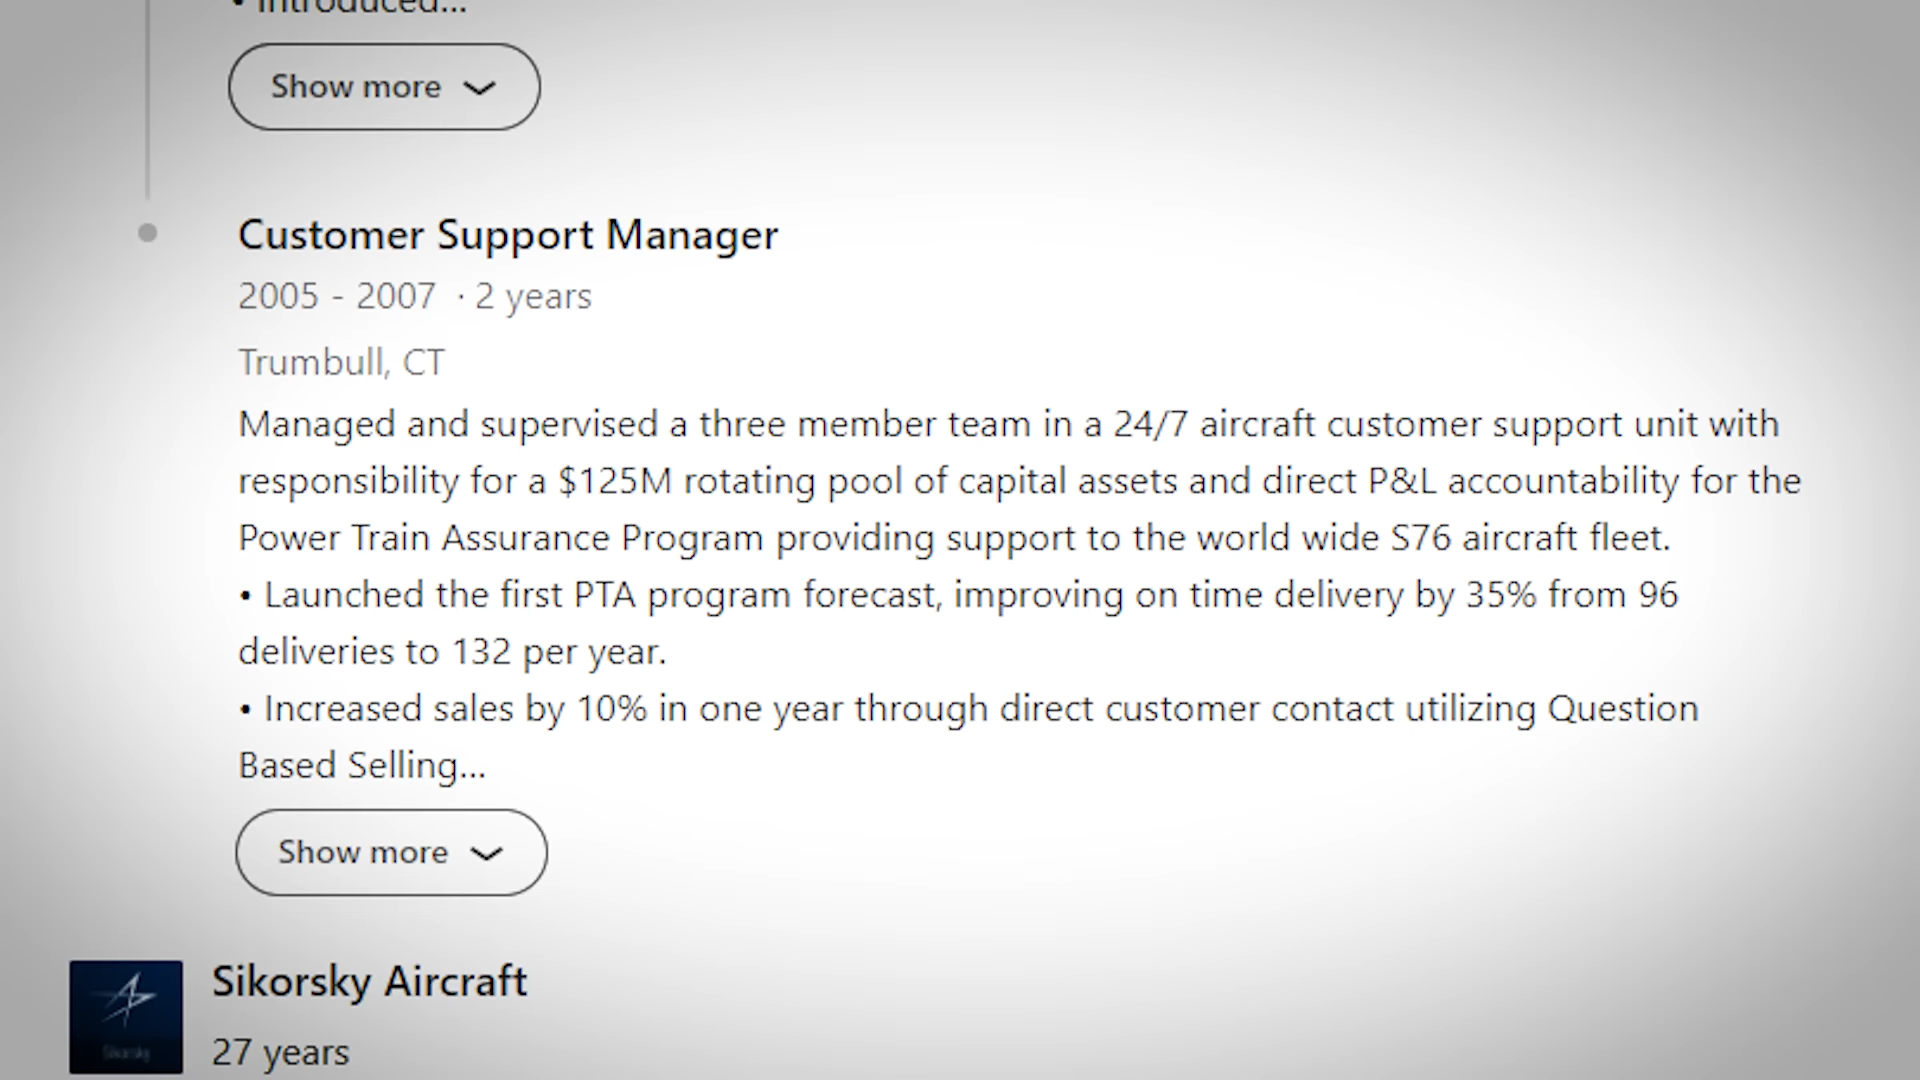 • Introduced...
Show more
Customer Support Manager
2005 - 2007 · 2 years
Trumbull, CT
Managed and supervised a three member team in a 24/7 aircraft customer support unit with
responsibility for a $125M rotating pool of capital assets and direct P&L accountability for the
Power Train Assurance Program providing support to the world wide S76 aircraft fleet.
• Launched the first PTA program forecast, improving on time delivery by 35% from 96
deliveries to 132 per year.
• Increased sales by 10% in one year through direct customer contact utilizing Question
Based Selling...
Show more
Sikorsky Aircraft
Sikorsky
27 years